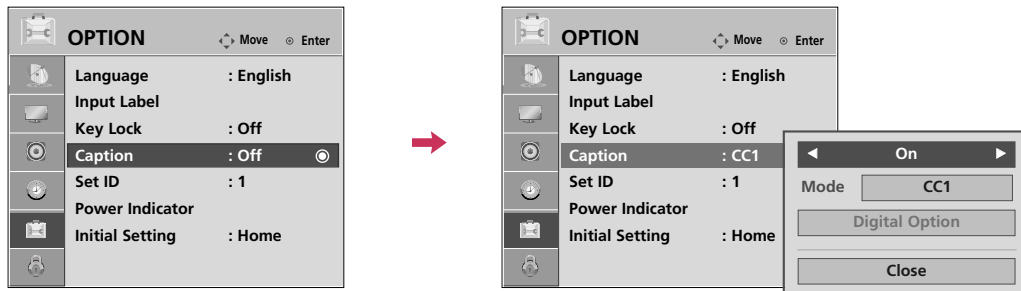 OPTION Move Enter
Language : English
Input Label
Key Lock : Off
Caption : Off
Set ID : 1
Power Indicator
Initial Setting : Home
OPTION Move Enter
Language : English
Input Label
Key Lock : Off
Caption : CC1
Set ID : 1
Power Indicator
Initial Setting : Home
On
Mode CC1
Digital Option
Close